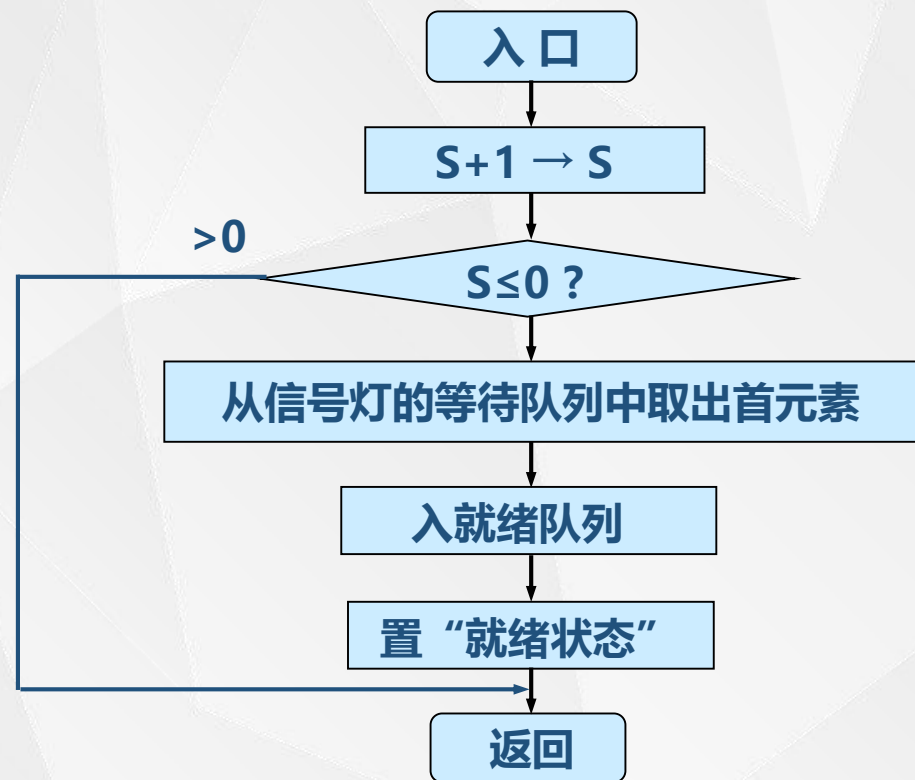 入 口
S+1 → S
>0
S≤0 ?
从信号灯的等待队列中取出首元素
入就绪队列
置“就绪状态”
返回